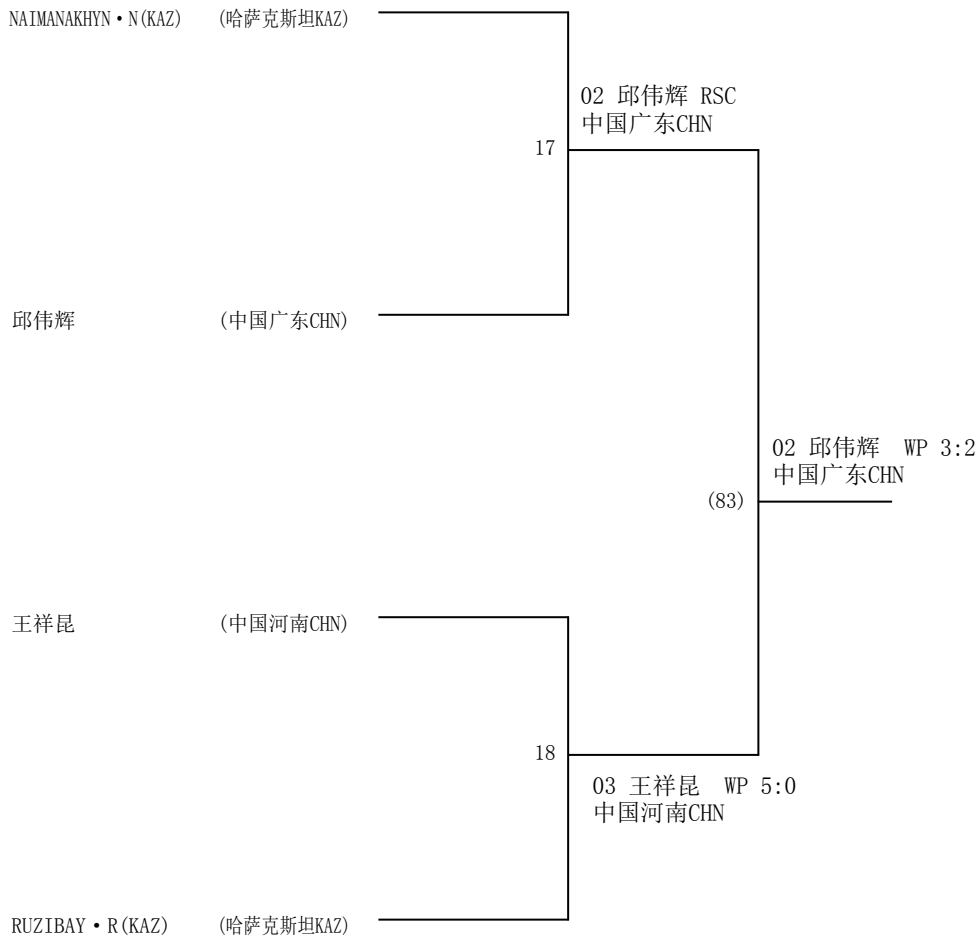 NAIMANAKHYN·N(KAZ) (哈萨克斯坦KAZ)
02 邱伟辉 RSC
中国广东CHN
17
邱伟辉 (中国广东CHN)
02 邱伟辉 WP 3:2
中国广东CHN
(83)
王祥昆 (中国河南CHN)
18
03 王祥昆 WP 5:0
中国河南CHN
RUZIBAY·R(KAZ) (哈萨克斯坦KAZ)